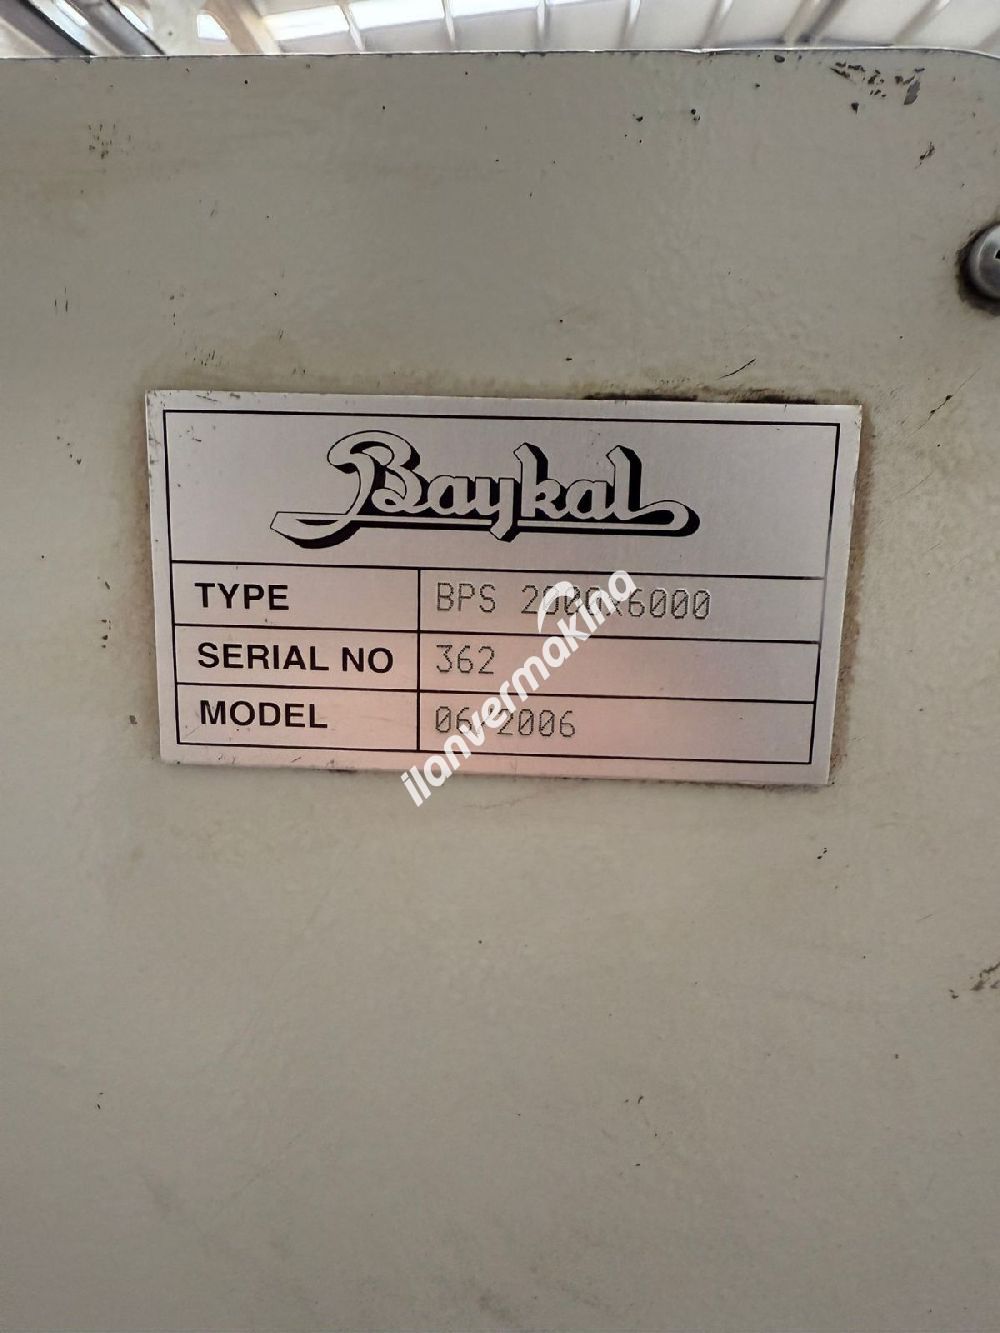 Baykal
TYPE BPS 2000x6000
SERIAL NO 362
MODEL 06/2006
ilanvermakina